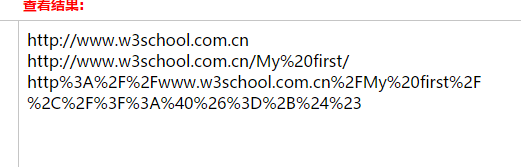 查看结果:
http://www.w3school.com.cn
http://www.w3school.com.cn/My%20first/
http%3A%2F%2Fwww.w3school.com.cn%2FMy%20first%2F
%2C%2F%3F%3A%40%26%3D%2B%24%23